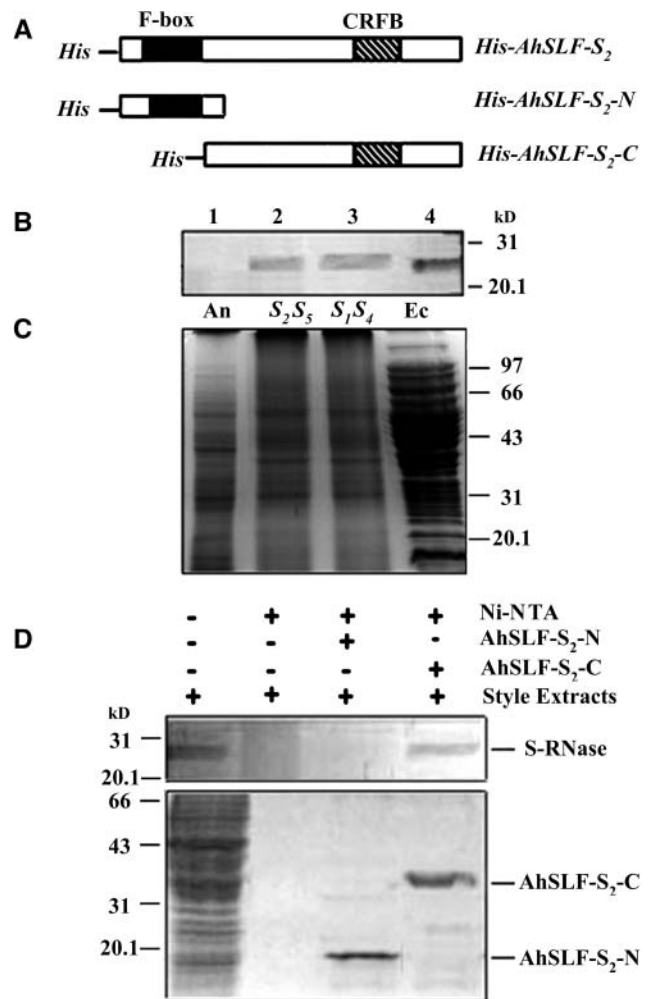 A
F-box CRFB
His His-AhSLF-S2
His His-AhSLF-S2-N
His His-AhSLF-S2-C
B
1 2 3 4 kD
31
20.1
C
An S2S5 S1S4 Ec
97
66
43
31
20.1
D
- + + + Ni-NTA
- - + - AhSLF-S2-N
- - - + AhSLF-S2-C
+ + + + Style Extracts
kD
31
S-RNase
20.1
66
43
AhSLF-S2-C
31
20.1
AhSLF-S2-N